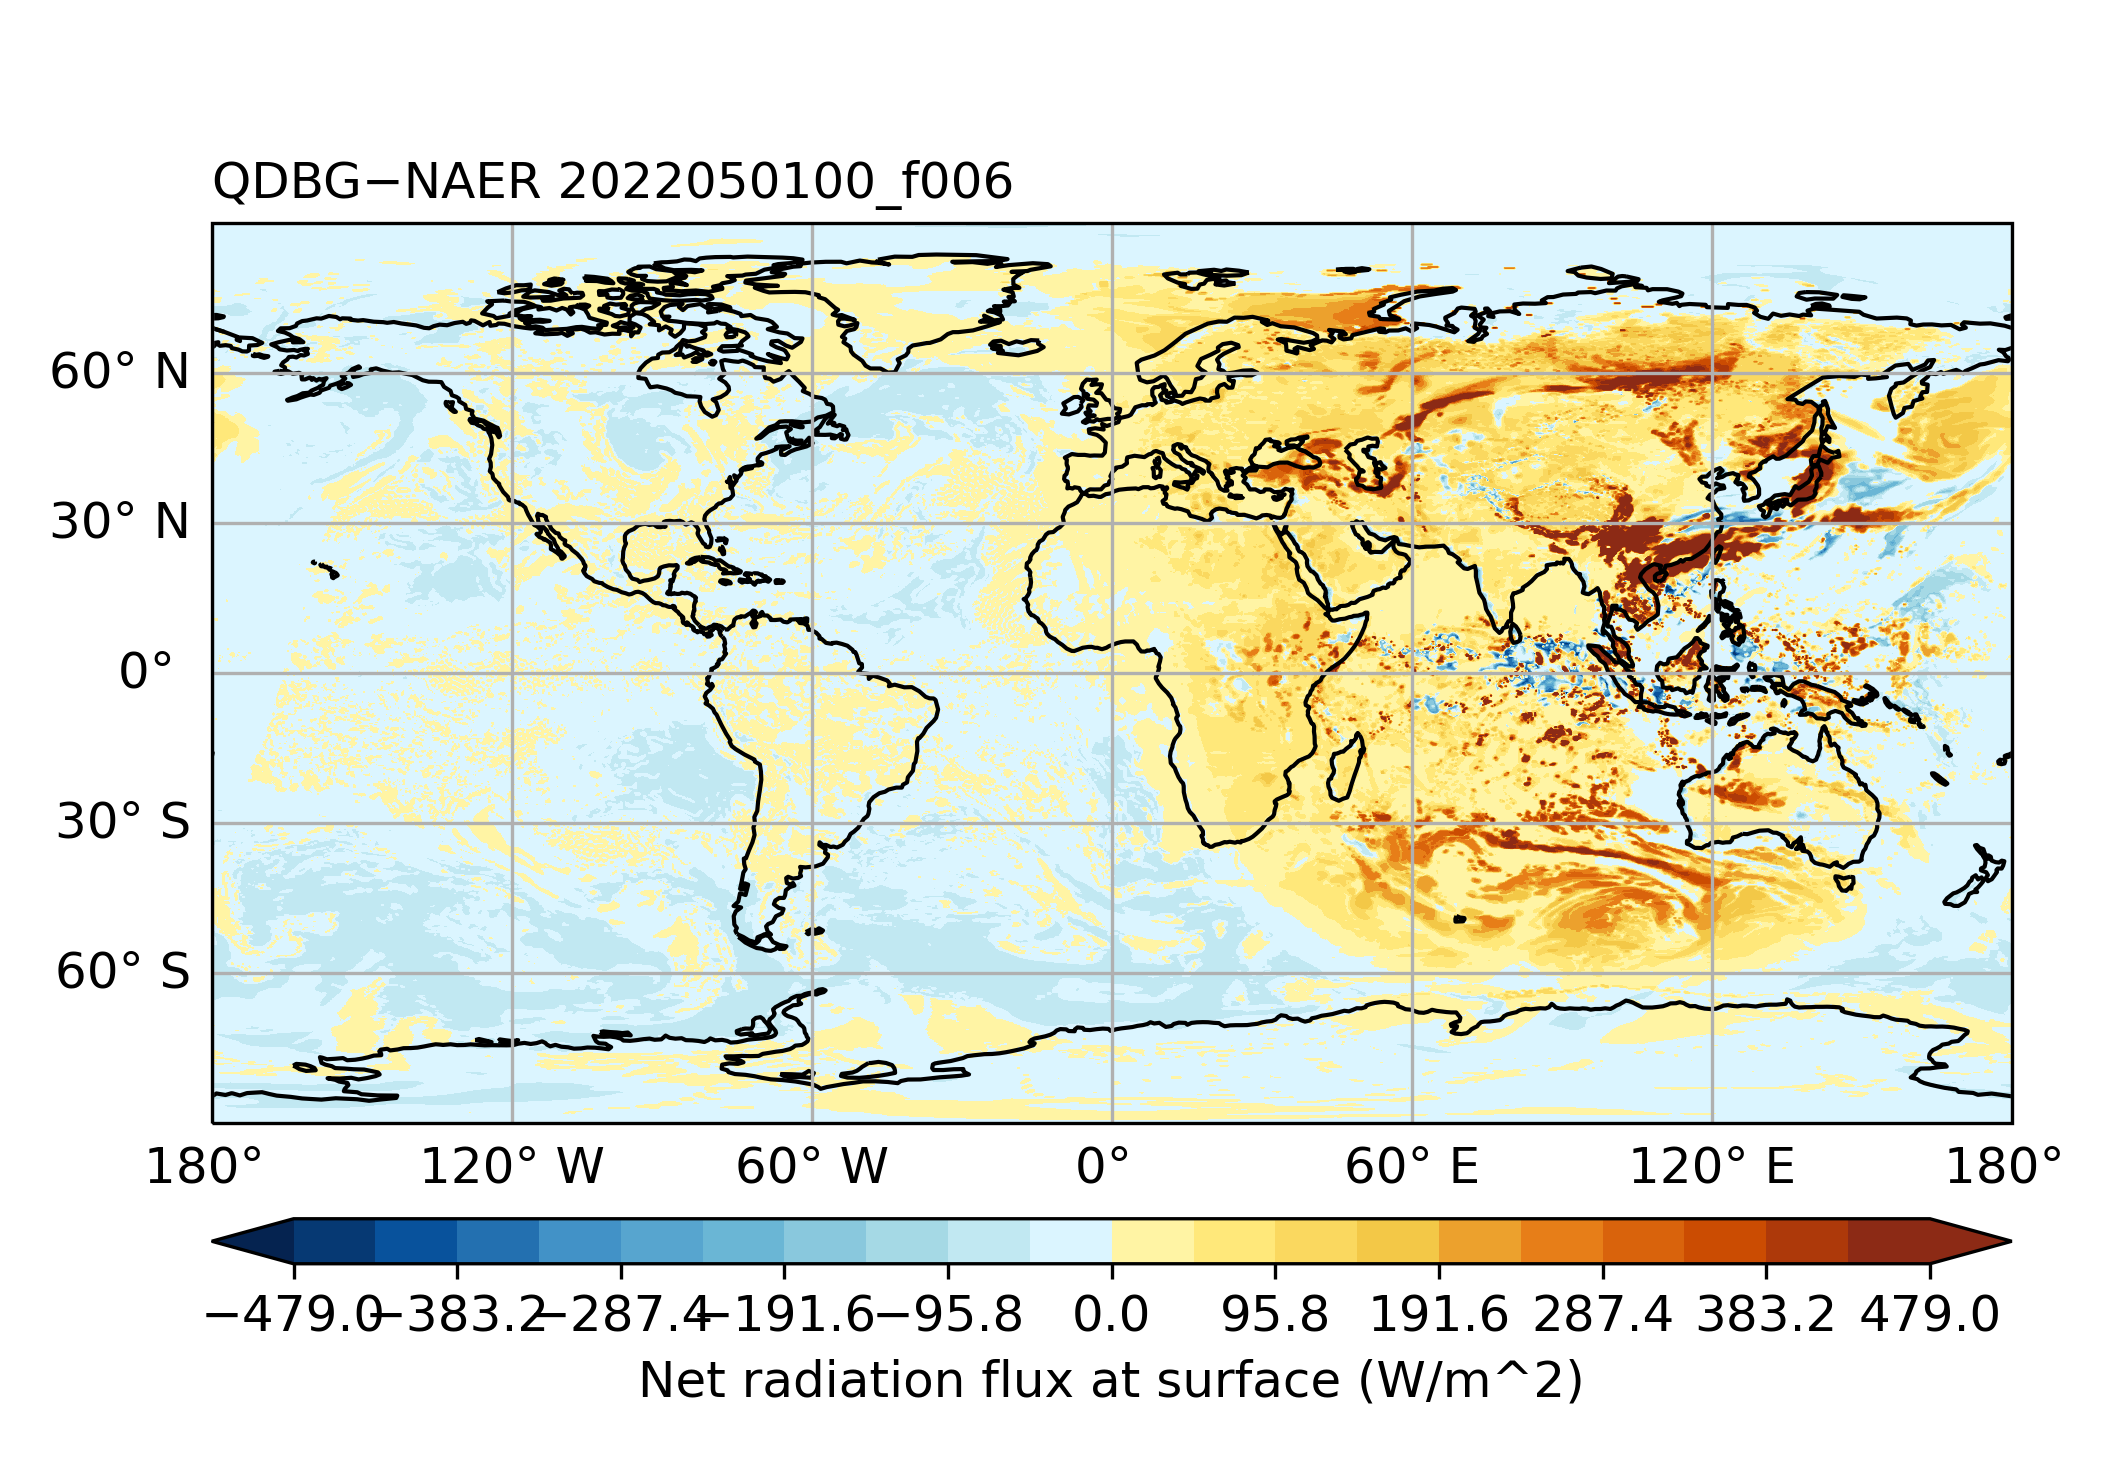 QDBG−NAER 2022050100_f006
60° N
30° N
0°
30° S
60° S
180° 120° W 60° W 0° 60° E 120° E 180°
−479.0 −383.2 −287.4 −191.6 −95.8 0.0 95.8 191.6 287.4 383.2 479.0
Net radiation flux at surface (W/m^2)